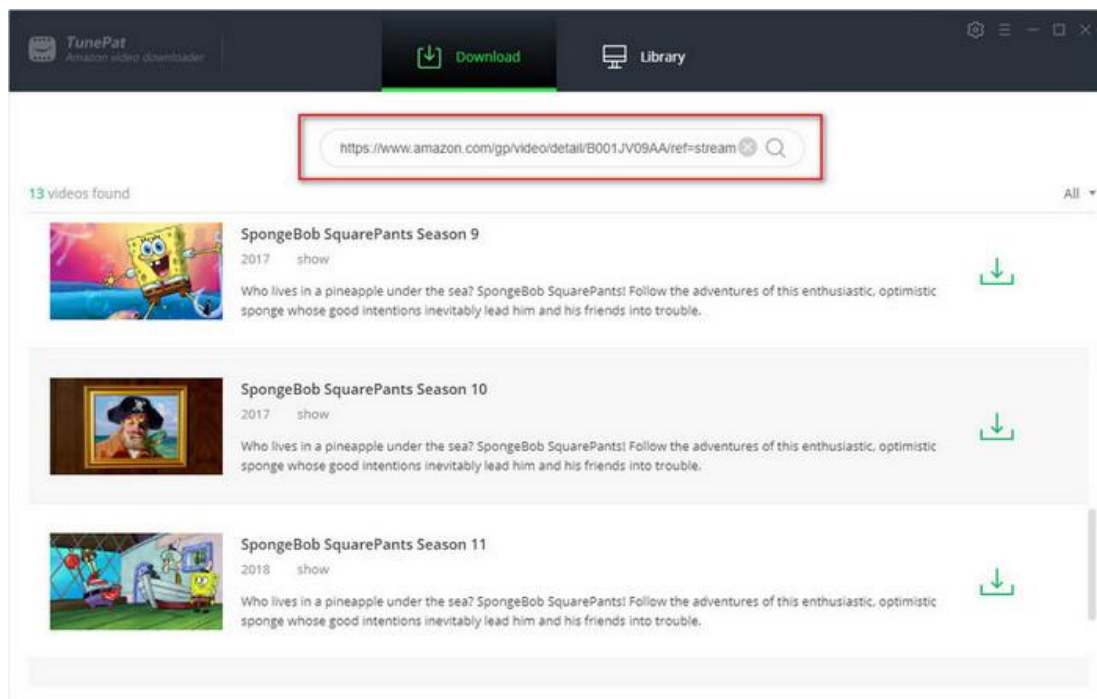 TunePat
Amazon video downloader
Download
Library
https://www.amazon.com/gp/video/detail/B001JV09AA/ref=stream
13 videos found
All
SpongeBob SquarePants Season 9
2017 show
Who lives in a pineapple under the sea? SpongeBob SquarePants! Follow the adventures of this enthusiastic, optimistic
sponge whose good intentions inevitably lead him and his friends into trouble.
SpongeBob SquarePants Season 10
2017 show
Who lives in a pineapple under the sea? SpongeBob SquarePants! Follow the adventures of this enthusiastic, optimistic
sponge whose good intentions inevitably lead him and his friends into trouble.
SpongeBob SquarePants Season 11
2018 show
Who lives in a pineapple under the sea? SpongeBob SquarePants! Follow the adventures of this enthusiastic, optimistic
sponge whose good intentions inevitably lead him and his friends into trouble.